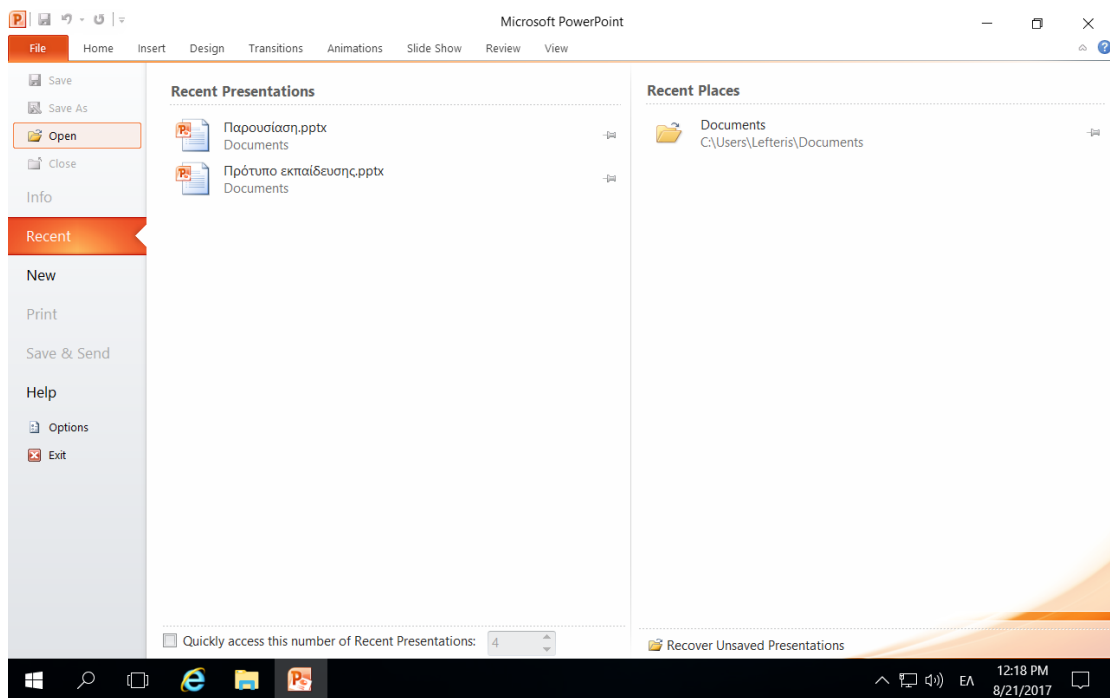 Microsoft PowerPoint
File Home Insert Design Transitions Animations Slide Show Review View
Save
Save As
Open
Close
Info
Recent
New
Print
Save & Send
Help
Options
Exit
Recent Presentations
Παρουσίαση.pptx
Documents
Πρότυπο εκπαίδευσης.pptx
Documents
Quickly access this number of Recent Presentations: 4
Recent Places
Documents
C:\Users\Lefteris\Documents
Recover Unsaved Presentations
ΕΛ
12:18 PM
8/21/2017